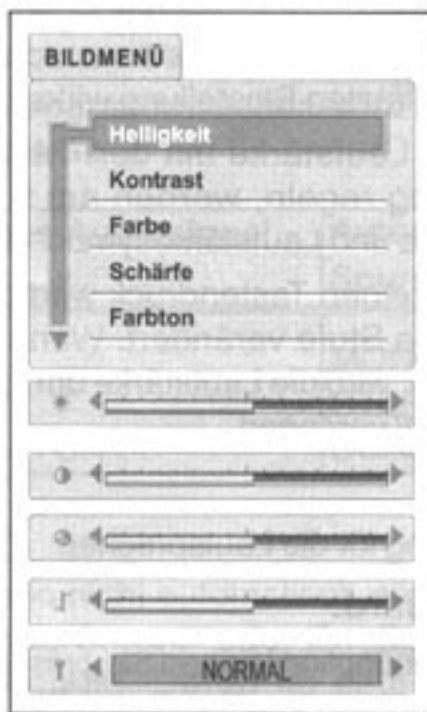 BILDMENÜ
Helligkeit
Kontrast
Farbe
Schärfe
Farbton
NORMAL